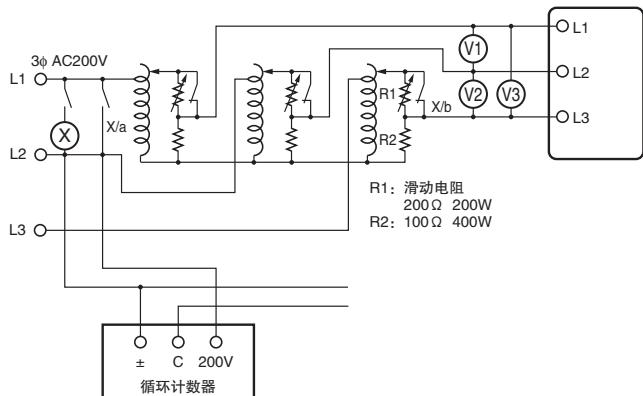 3ϕ AC200V
L1
L2
L3
X
X/a
R1
R2
X/b
V1
V2
V3
L1
L2
L3
R1：滑动电阻
200Ω 200W
R2：100Ω 400W
± C 200V
循环计数器